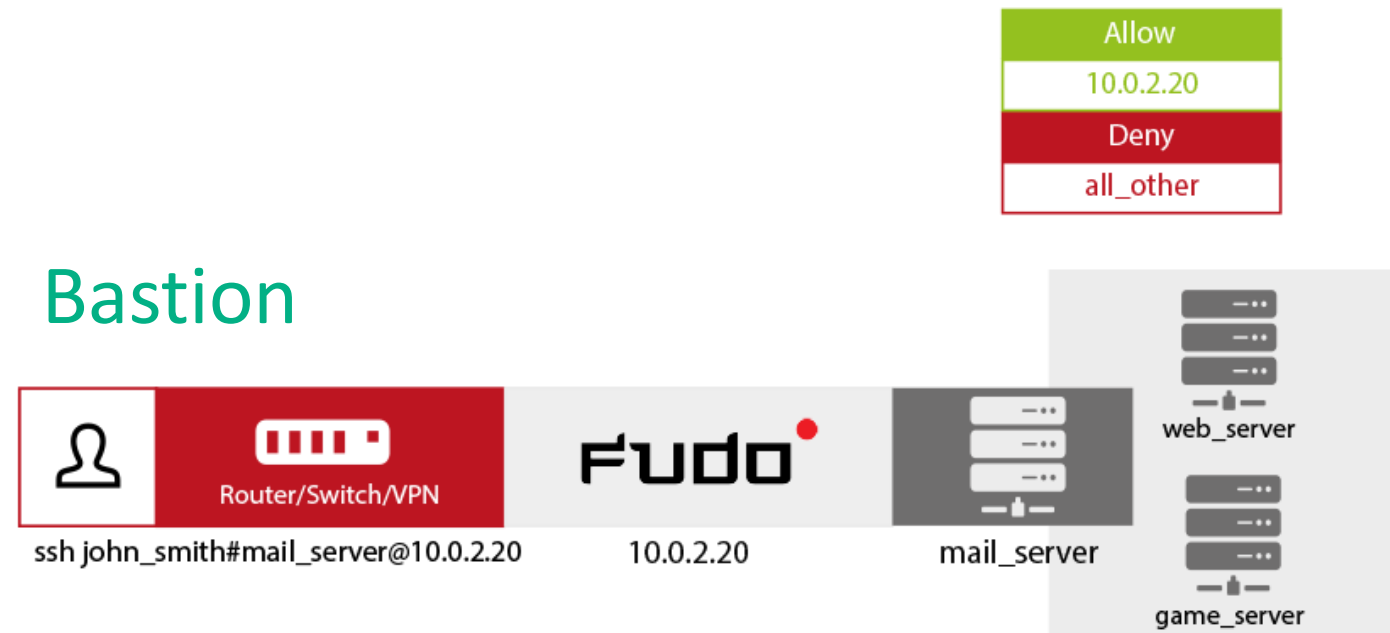 Allow
10.0.2.20
Deny
all_other
Bastion
web_server
Router/Switch/VPN
Fudo
ssh john_smith#mail_server@10.0.2.20
10.0.2.20
mail_server
game_server